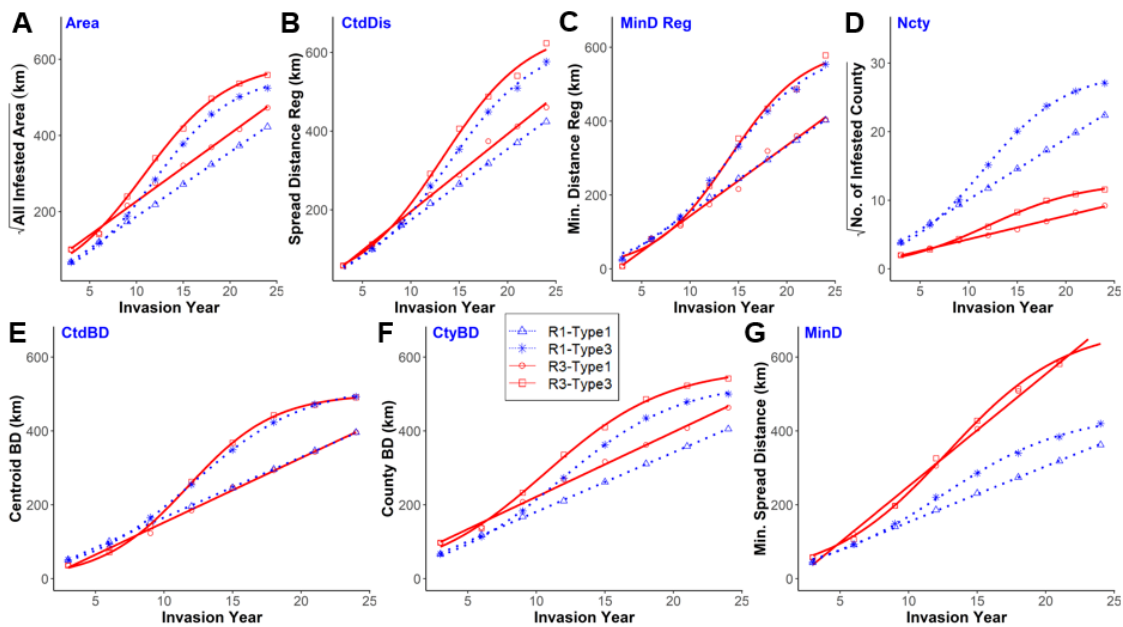 A
Area
√All Infested Area (km)
200
400
600
5
10
15
20
25
Invasion Year
B
CtdDis
Spread Distance Reg (km)
0
200
400
600
5
10
15
20
25
Invasion Year
C
MinD Reg
Min. Distance Reg (km)
0
200
400
600
5
10
15
20
25
Invasion Year
D
Ncty
√No. of Infested County
0
10
20
30
5
10
15
20
25
Invasion Year
E
CtdBD
Centroid BD (km)
0
200
400
600
5
10
15
20
25
Invasion Year
F
CtyBD
County BD (km)
0
200
400
600
5
10
15
20
25
Invasion Year
R1-Type1
R1-Type3
R3-Type1
R3-Type3
G
MinD
Min. Spread Distance (km)
0
200
400
600
5
10
15
20
25
Invasion Year